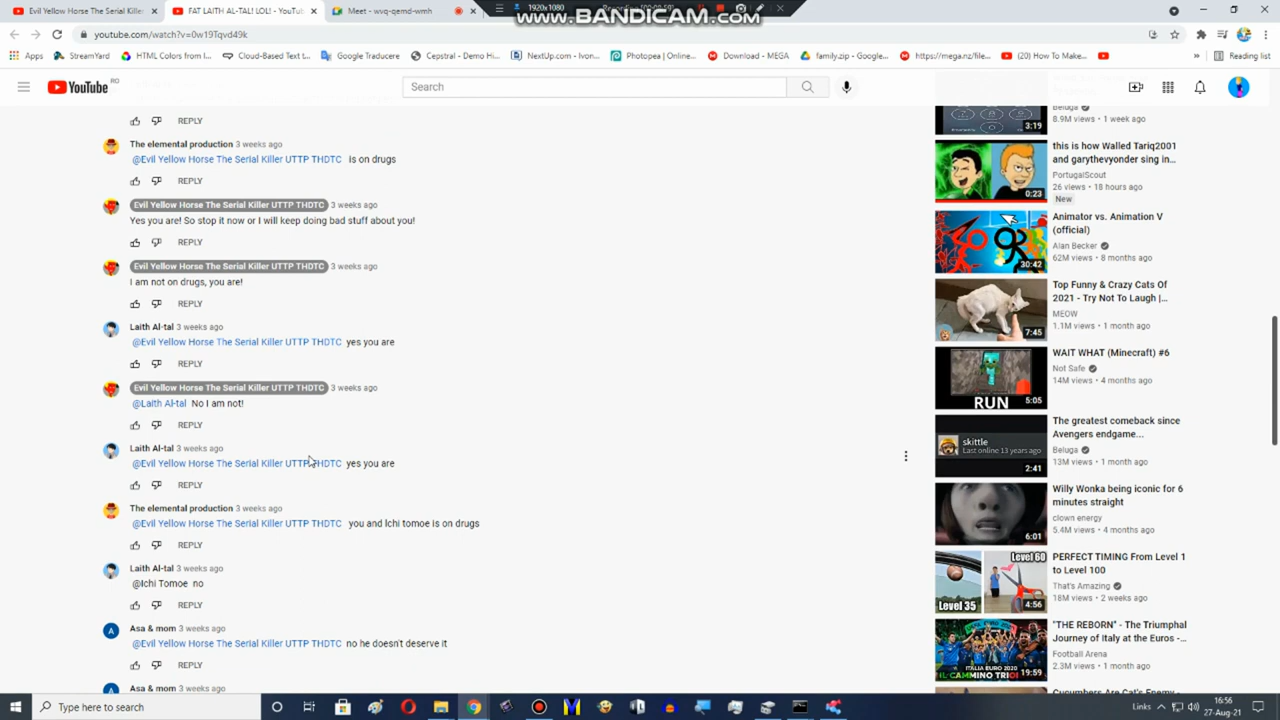 Evil Yellow Horse The Serial Killer
FAT LAITH AL-TAL! LOL! - YouTub
Meet - wvq-qemd-wmh
1920x1080
www.BANDICAM.com
youtube.com/watch?v=0w19Tqvd49k
Apps
StreamYard
HTML Colors from I...
Cloud-Based Text t...
Google Traducere
Cepstral - Demo Hi...
NextUp.com - Ivon...
Photopea | Online...
Download - MEGA
family.zip - Google...
https://mega.nz/file...
(20) How To Make...
Reading list
YouTube RO
Search
REPLY
The elemental production 3 weeks ago
@Evil Yellow Horse The Serial Killer UTTP THDTC is on drugs
REPLY
Evil Yellow Horse The Serial Killer UTTP THDTC 3 weeks ago
Yes you are! So stop it now or I will keep doing bad stuff about you!
REPLY
Evil Yellow Horse The Serial Killer UTTP THDTC 3 weeks ago
I am not on drugs, you are!
REPLY
Laith Al-tal 3 weeks ago
@Evil Yellow Horse The Serial Killer UTTP THDTC yes you are
REPLY
Evil Yellow Horse The Serial Killer UTTP THDTC 3 weeks ago
@Laith Al-tal No I am not!
REPLY
Laith Al-tal 3 weeks ago
@Evil Yellow Horse The Serial Killer UTTP THDTC yes you are
REPLY
The elemental production 3 weeks ago
@Evil Yellow Horse The Serial Killer UTTP THDTC you and Ichi tomoe is on drugs
REPLY
Laith Al-tal 3 weeks ago
@Ichi Tomoe no
REPLY
Asa & mom 3 weeks ago
@Evil Yellow Horse The Serial Killer UTTP THDTC no he doesn't deserve it
REPLY
Asa & mom 3 weeks ago
Beluga
8.9M views • 1 week ago
3:19
this is how Walled Tariq2001
and garythevyonder sing in...
PortugalScout
26 views • 18 hours ago
New
0:23
Animator vs. Animation V
(official)
Alan Becker
62M views • 8 months ago
30:42
Top Funny & Crazy Cats Of
2021 - Try Not To Laugh |...
MEOW
1.1M views • 1 month ago
7:45
WAIT WHAT (Minecraft) #6
Not Safe
14M views • 4 months ago
RUN
5:05
The greatest comeback since
Avengers endgame...
Beluga
13M views • 1 month ago
skittle
Last online 13 years ago
2:41
Willy Wonka being iconic for 6
minutes straight
clown energy
5.4M views • 4 months ago
6:01
PERFECT TIMING From Level 1
to Level 100
That's Amazing
18M views • 2 weeks ago
Level 60
Level 35
4:56
"THE REBORN" - The Triumphal
Journey of Italy at the Euros -...
Football Arena
2.3M views • 1 month ago
ITALIA EURO 2020
IL CAMMINO TRIO
19:59
Cucumbers Are Cat's Enemy -
Type here to search
Links
16:56
27-Aug-21